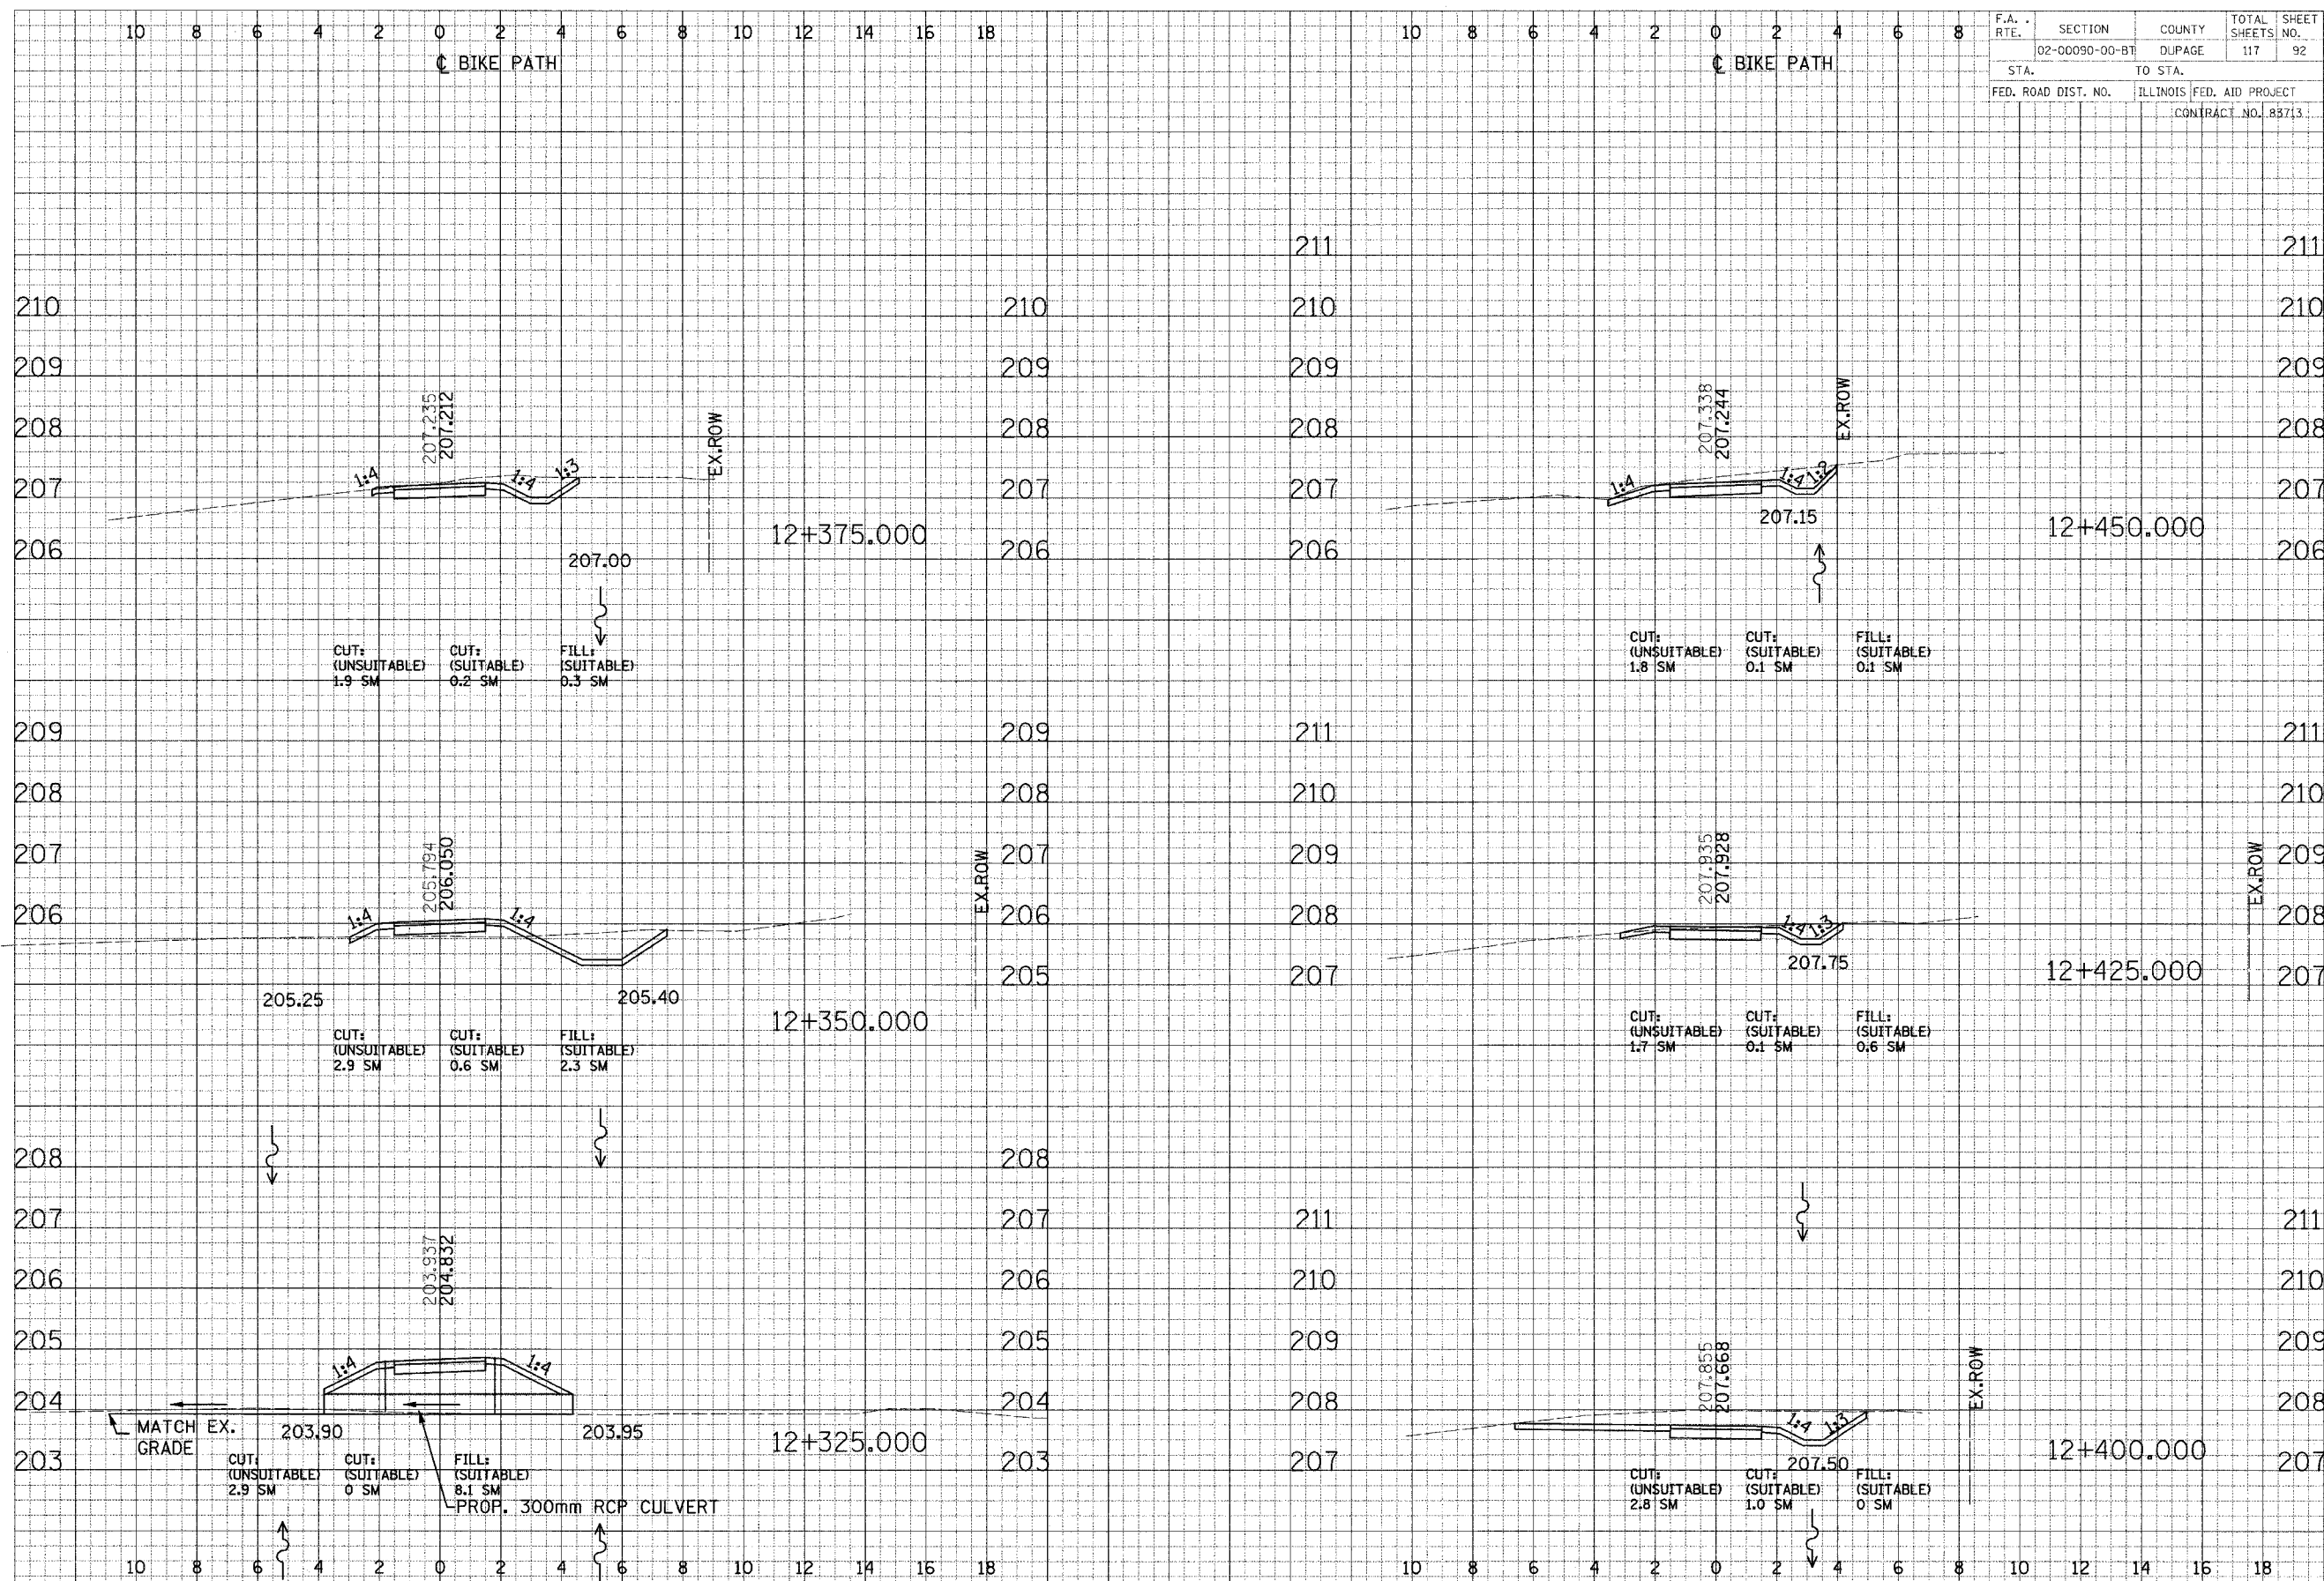 10 8 6 4 2 0 2 4 6 8 10 12 14 16 18
℄ BIKE PATH
210 210
209 209
208 208
207 207
206 206
207.235
207.212
1:4
1:4
1:3
EX.ROW
12+375.000
207.00
CUT: CUT: FILL:
(UNSUITABLE) (SUITABLE) (SUITABLE)
1.9 SM 0.2 SM 0.3 SM
209 209
208 208
207 207
206 206
205
205.794
206.050
1:4
1:4
EX.ROW
205.25
205.40
12+350.000
CUT: CUT: FILL:
(UNSUITABLE) (SUITABLE) (SUITABLE)
2.9 SM 0.6 SM 2.3 SM
208 208
207 207
206 206
205 205
204 204
203 203
203.937
204.832
1:4
1:4
MATCH EX.
GRADE
203.90
203.95
12+325.000
CUT: CUT: FILL:
(UNSUITABLE) (SUITABLE) (SUITABLE)
2.9 SM 0 SM 8.1 SM
PROP. 300mm RCP CULVERT
10 8 6 4 2 0 2 4 6 8 10 12 14 16 18
10 8 6 4 2 0 2 4 6 8
℄ BIKE PATH
F.A. . RTE. SECTION COUNTY TOTAL SHEETS SHEET NO.
02-00090-00-BT DUPAGE 117 92
STA. TO STA.
FED. ROAD DIST. NO. ILLINOIS FED. AID PROJECT
CONTRACT NO. 83713
211 211
210 210
209 209
208 208
207 207
206 206
207.338
207.244
1:4
1:4
1:2
EX.ROW
207.15
12+450.000
CUT: CUT: FILL:
(UNSUITABLE) (SUITABLE) (SUITABLE)
1.8 SM 0.1 SM 0.1 SM
211 211
210 210
209 209
208 208
207 207
207.935
207.928
1:4
1:3
EX.ROW
207.75
12+425.000
CUT: CUT: FILL:
(UNSUITABLE) (SUITABLE) (SUITABLE)
1.7 SM 0.1 SM 0.6 SM
211 211
210 210
209 209
208 208
207 207
207.855
207.668
1:4
1:3
EX.ROW
207.50
12+400.000
CUT: CUT: FILL:
(UNSUITABLE) (SUITABLE) (SUITABLE)
2.8 SM 1.0 SM 0 SM
10 8 6 4 2 0 2 4 6 8 10 12 14 16 18